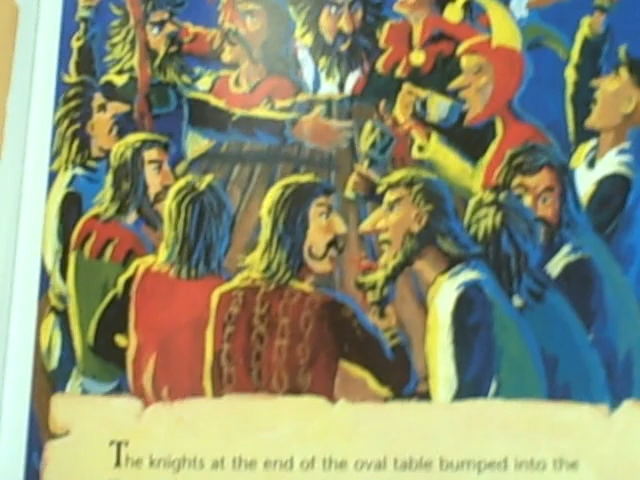 The knights at the end of the oval table bumped into the